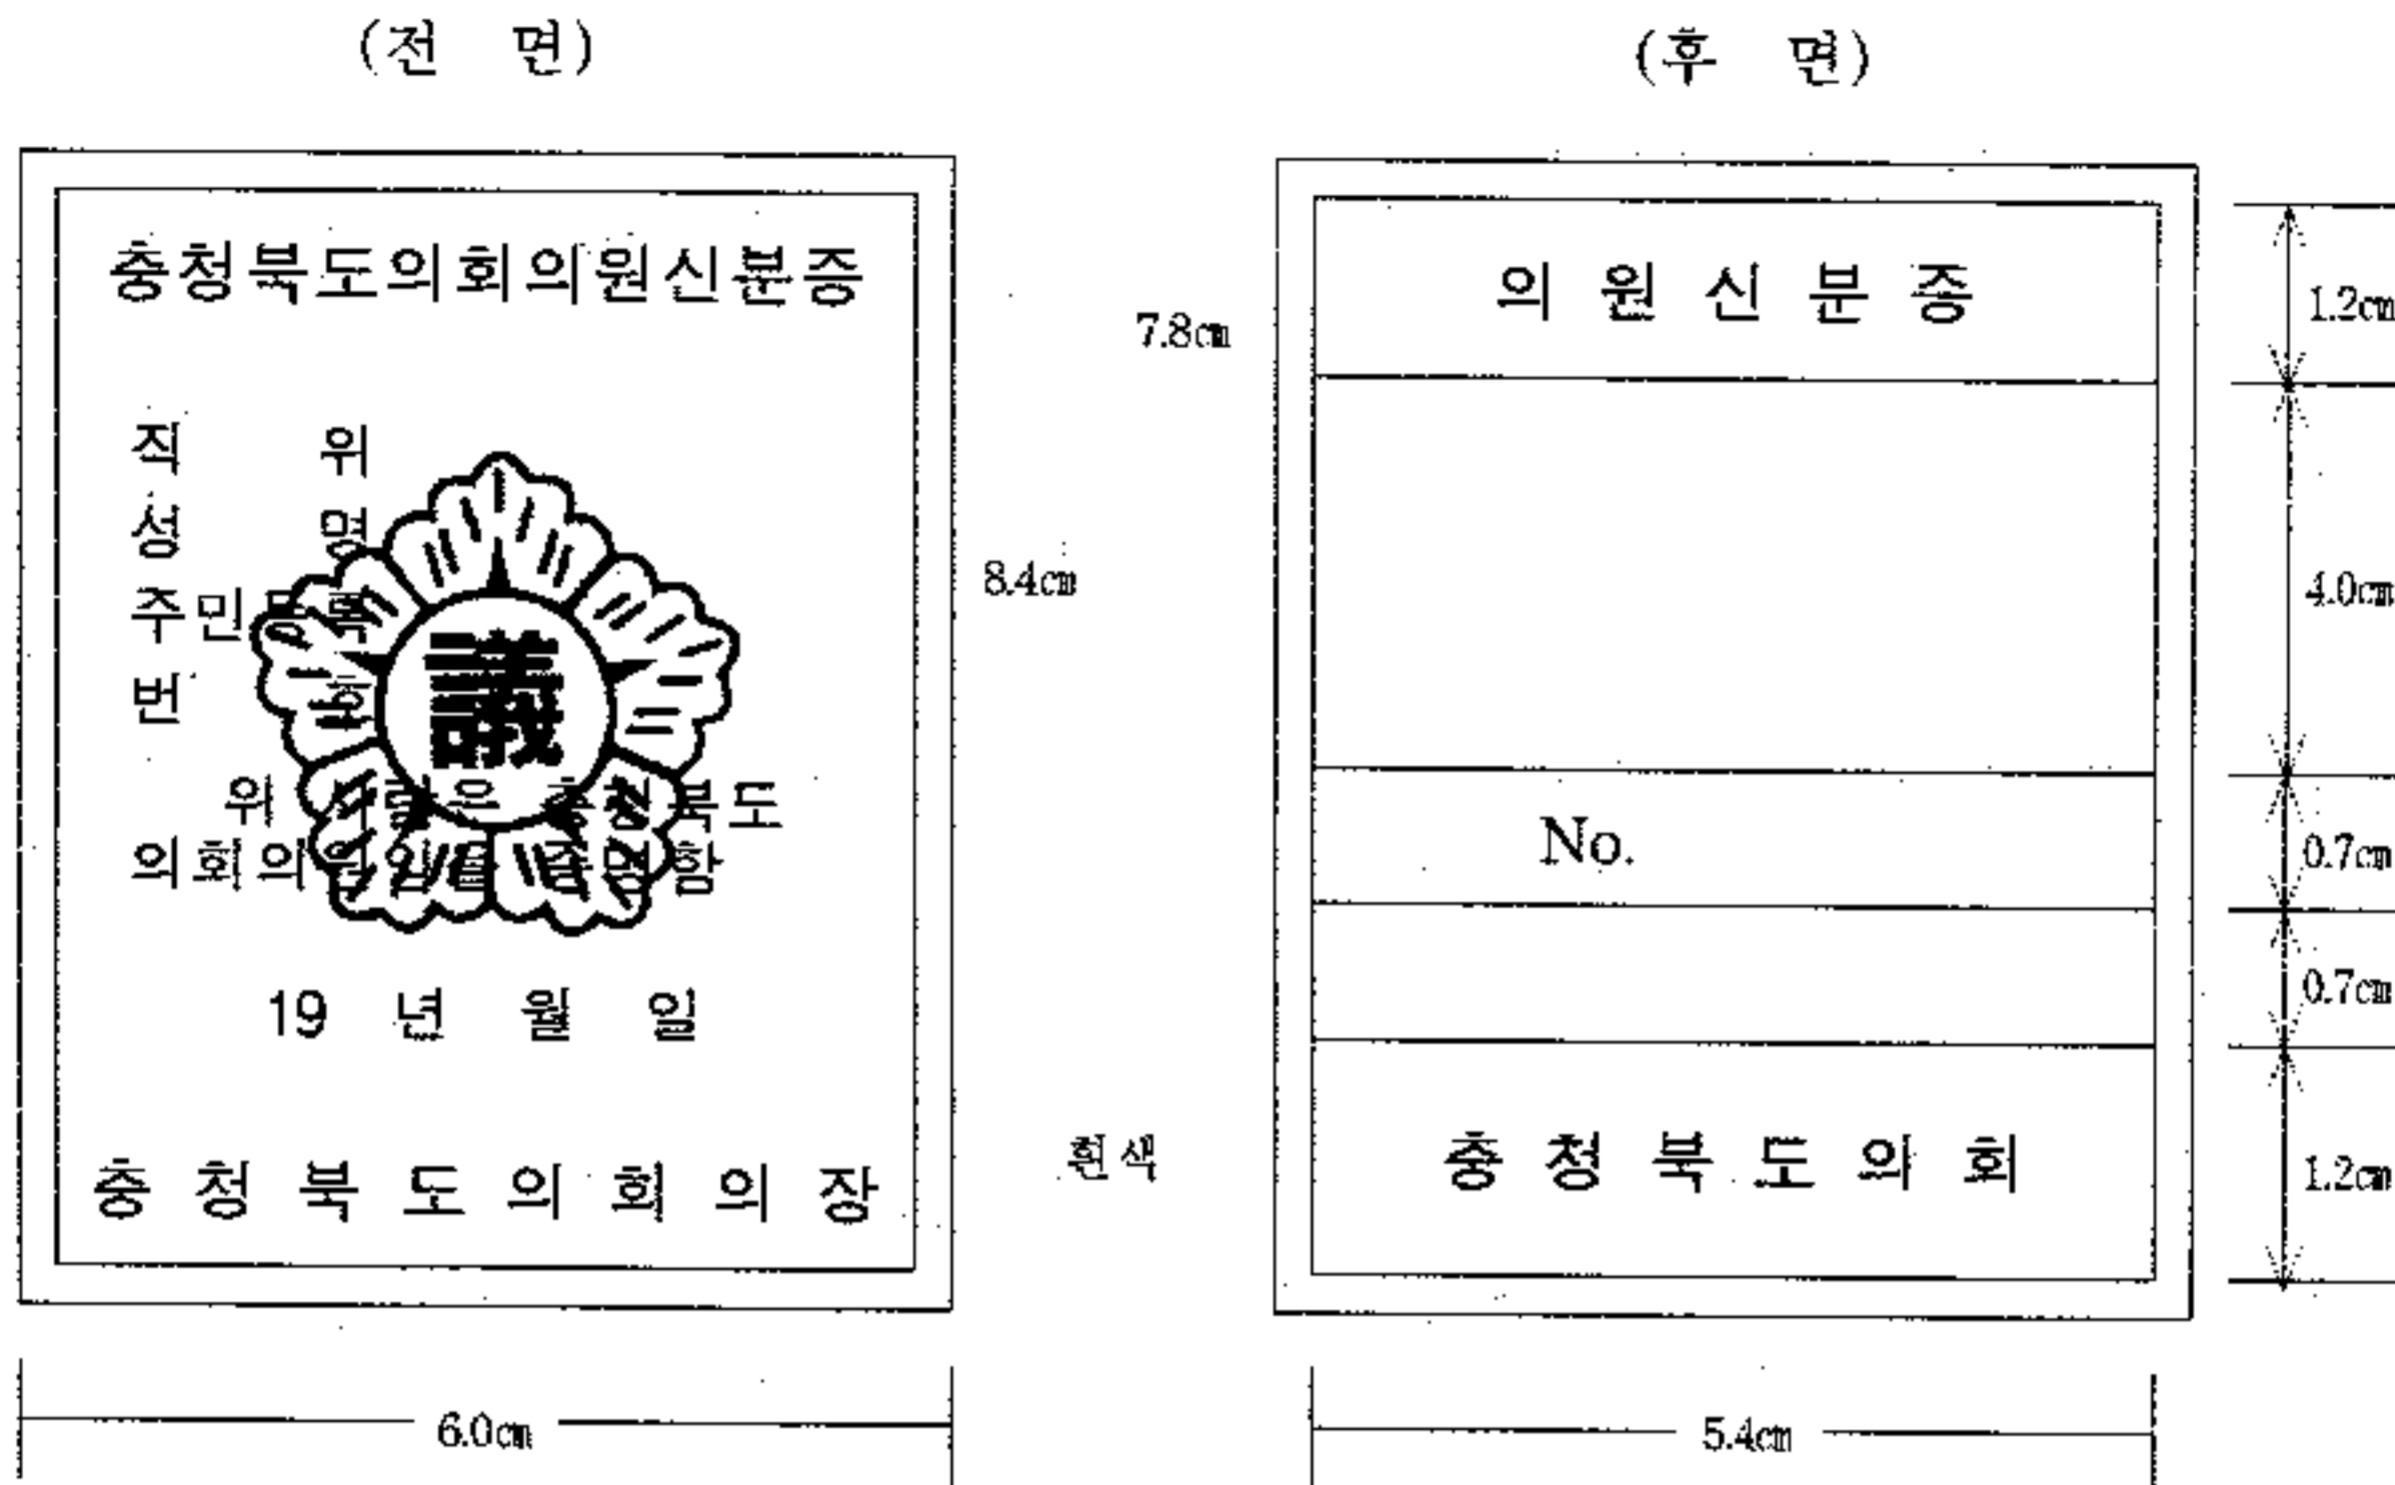 (전 면)
충청북도의회의원신분증
직 위
성 명
주민등록
번 호
議
위 사람은 충청북도
의회의원임을 증명함
19 년 월 일
충 청 북 도 의 회 의 장
8.4㎝
6.0㎝
(후 면)
의 원 신 분 증
No.
충 청 북 도 의 회
7.8㎝
흰색
1.2㎝
4.0㎝
0.7㎝
0.7㎝
1.2㎝
5.4㎝